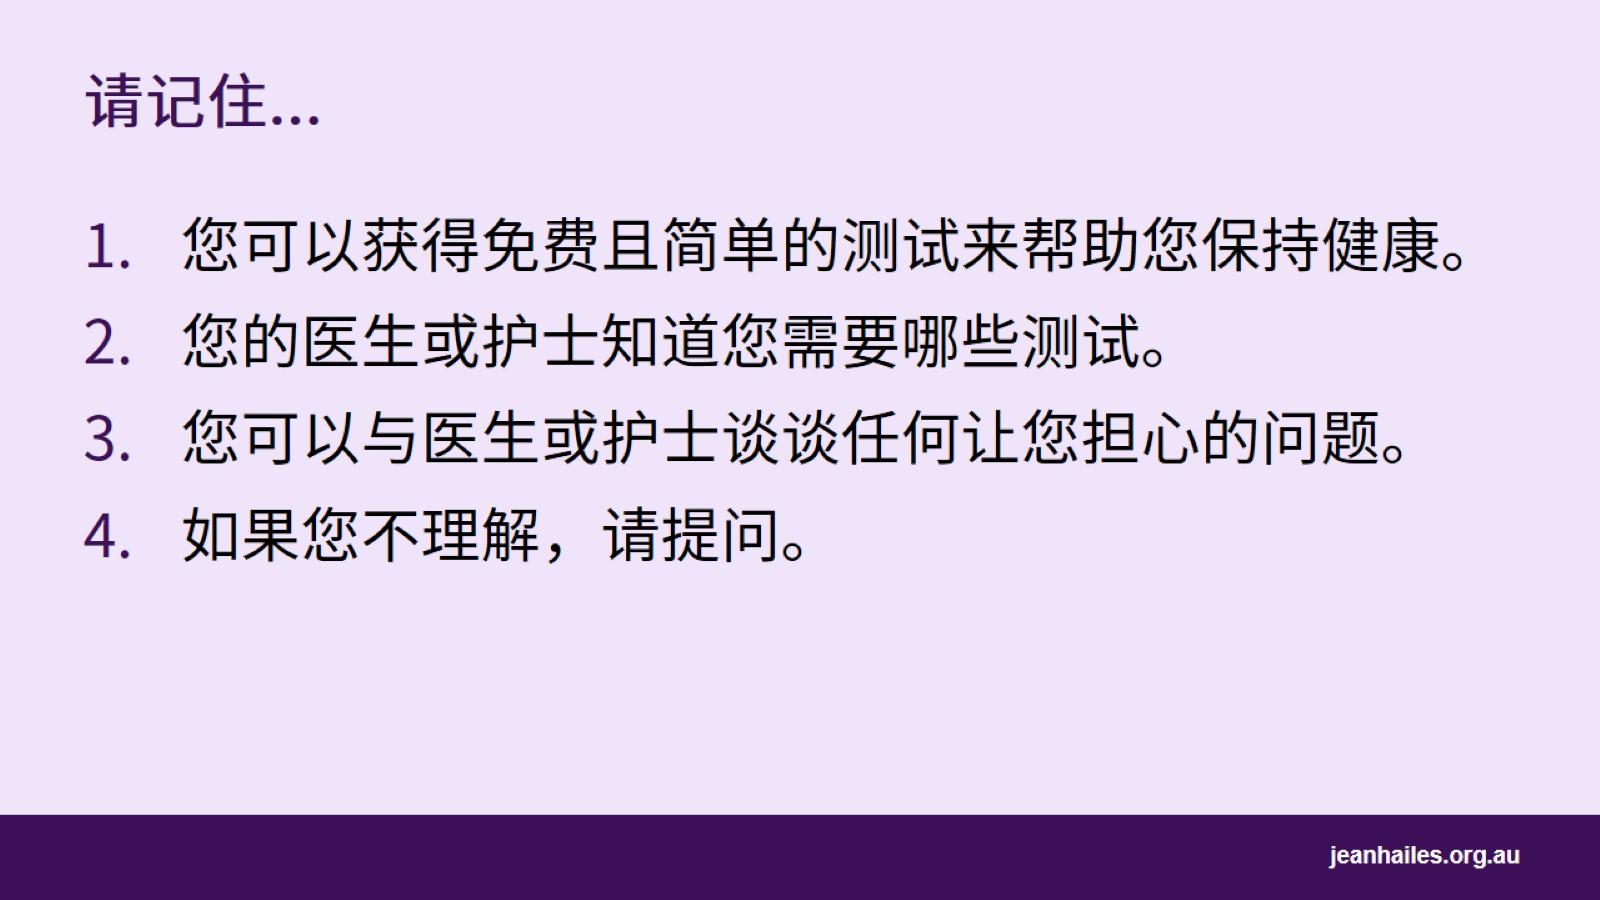 请记住...
1. 您可以获得免费且简单的测试来帮助您保持健康。
2. 您的医生或护士知道您需要哪些测试。
3. 您可以与医生或护士谈谈任何让您担心的问题。
4. 如果您不理解，请提问。
jeanhailes.org.au